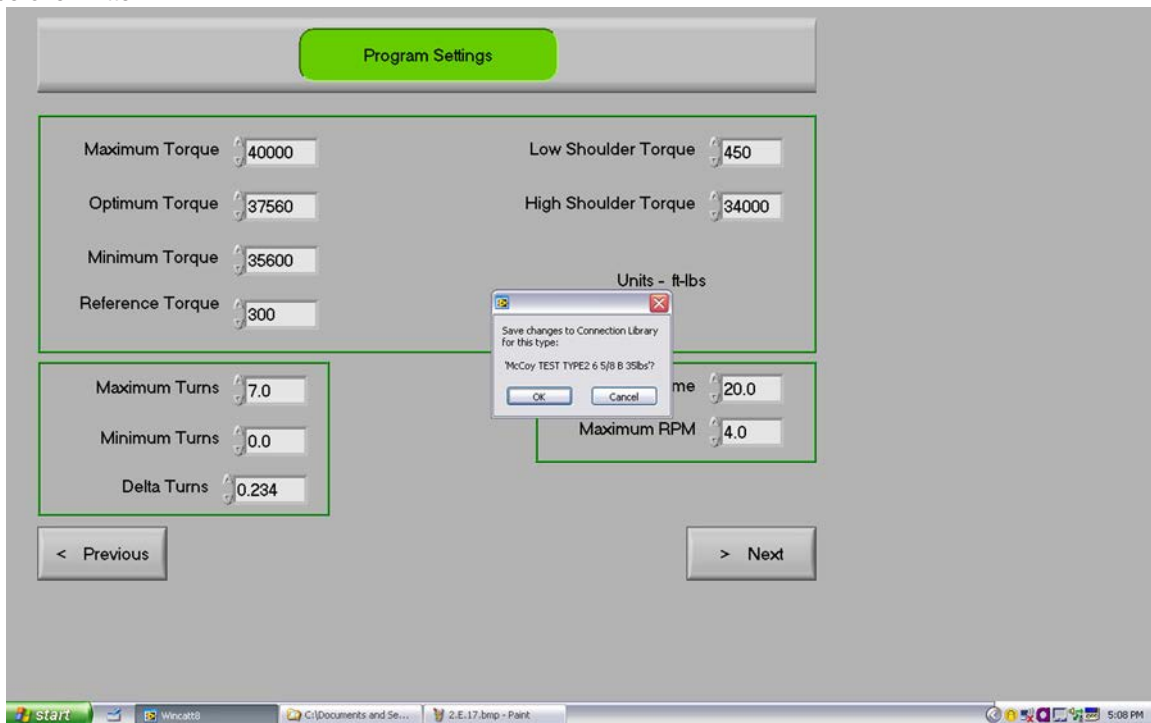 Program Settings
Maximum Torque 40000
Low Shoulder Torque 450
Optimum Torque 37560
High Shoulder Torque 34000
Minimum Torque 35600
Units - ft-lbs
Reference Torque 300
Save changes to Connection Library
for this type:
'McCoy TEST TYPE2 6 5/8 B 35lbs'?
OK Cancel
Maximum Turns 7.0
me 20.0
Minimum Turns 0.0
Maximum RPM 4.0
Delta Turns 0.234
< Previous
> Next
start Wincatt8 C:\Documents and Se... 2.E.17.bmp - Paint 5:08 PM